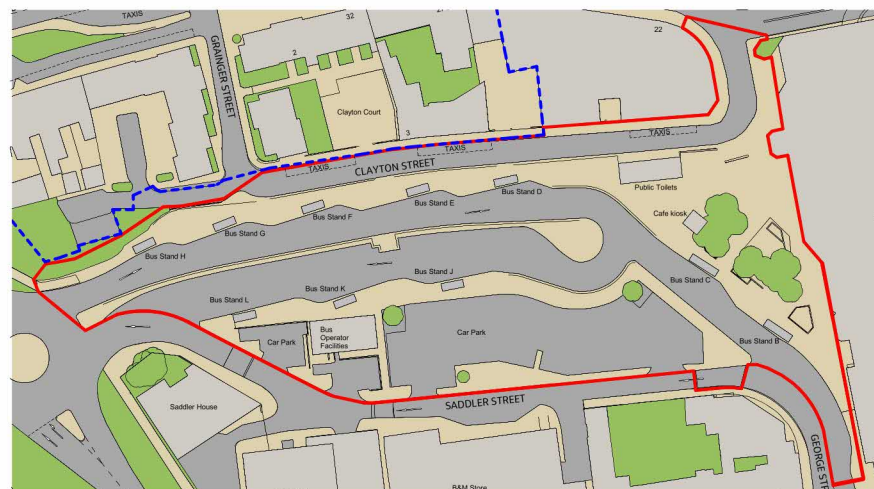 TAXIS
32
27
22
GRAINGER STREET
2
Clayton Court
3
TAXIS
TAXIS
TAXIS
CLAYTON STREET
Public Toilets
Bus Stand D
Bus Stand E
Bus Stand F
Bus Stand G
Bus Stand H
Cafe kiosk
Bus Stand C
Bus Stand J
Bus Stand K
Bus Stand L
Bus Stand B
Car Park
Bus
Operator
Facilities
Car Park
Saddler House
SADDLER STREET
GEORGE STR
B&M Store